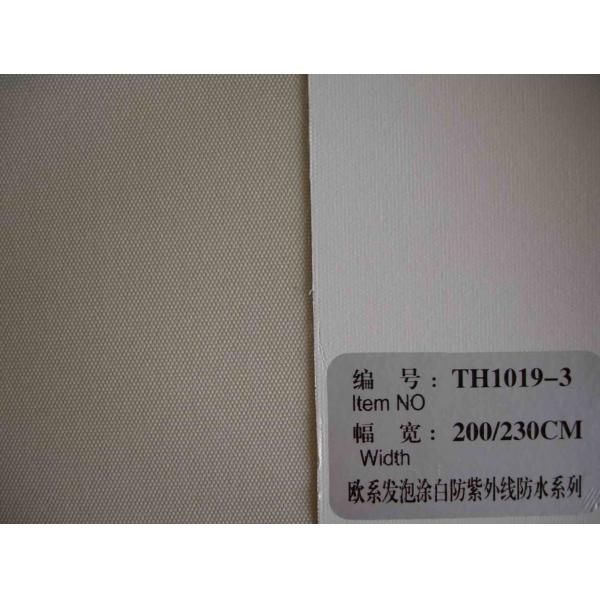 编 号: TH1019-3
Item NO
幅 宽: 200/230CM
Width
欧系发泡涂白防紫外线防水系列